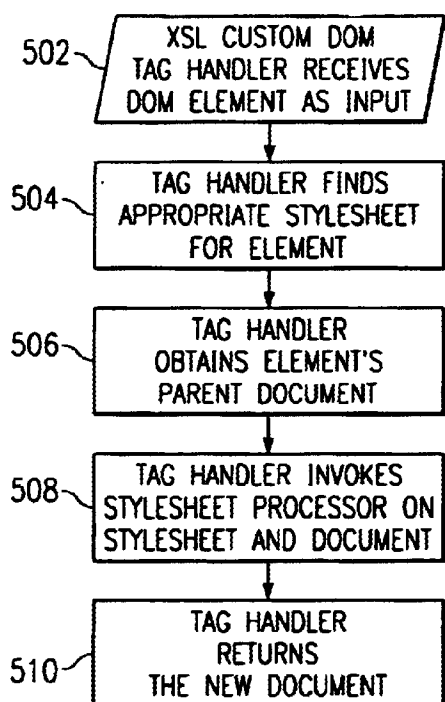 502
XSL CUSTOM DOM
TAG HANDLER RECEIVES
DOM ELEMENT AS INPUT
504
TAG HANDLER FINDS
APPROPRIATE STYLESHEET
FOR ELEMENT
506
TAG HANDLER
OBTAINS ELEMENT'S
PARENT DOCUMENT
508
TAG HANDLER INVOKES
STYLESHEET PROCESSOR ON
STYLESHEET AND DOCUMENT
510
TAG HANDLER
RETURNS
THE NEW DOCUMENT